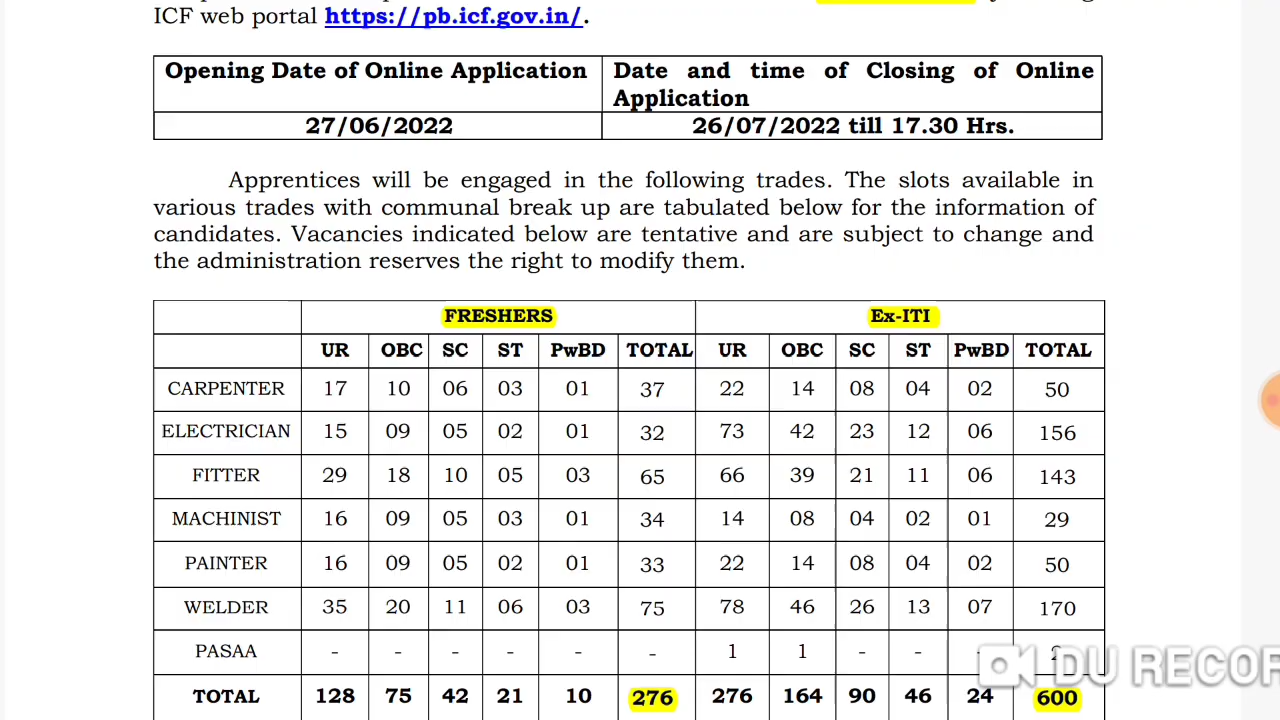 ICF web portal https://pb.icf.gov.in/.
Opening Date of Online Application Date and time of Closing of Online Application
27/06/2022 26/07/2022 till 17.30 Hrs.
Apprentices will be engaged in the following trades. The slots available in
various trades with communal break up are tabulated below for the information of
candidates. Vacancies indicated below are tentative and are subject to change and
the administration reserves the right to modify them.
FRESHERS Ex-ITI
UR OBC SC ST PwBD TOTAL UR OBC SC ST PwBD TOTAL
CARPENTER 17 10 06 03 01 37 22 14 08 04 02 50
ELECTRICIAN 15 09 05 02 01 32 73 42 23 12 06 156
FITTER 29 18 10 05 03 65 66 39 21 11 06 143
MACHINIST 16 09 05 03 01 34 14 08 04 02 01 29
PAINTER 16 09 05 02 01 33 22 14 08 04 02 50
WELDER 35 20 11 06 03 75 78 46 26 13 07 170
PASAA - - - - - - 1 1 - - - 2
DU RECOR
TOTAL 128 75 42 21 10 276 276 164 90 46 24 600